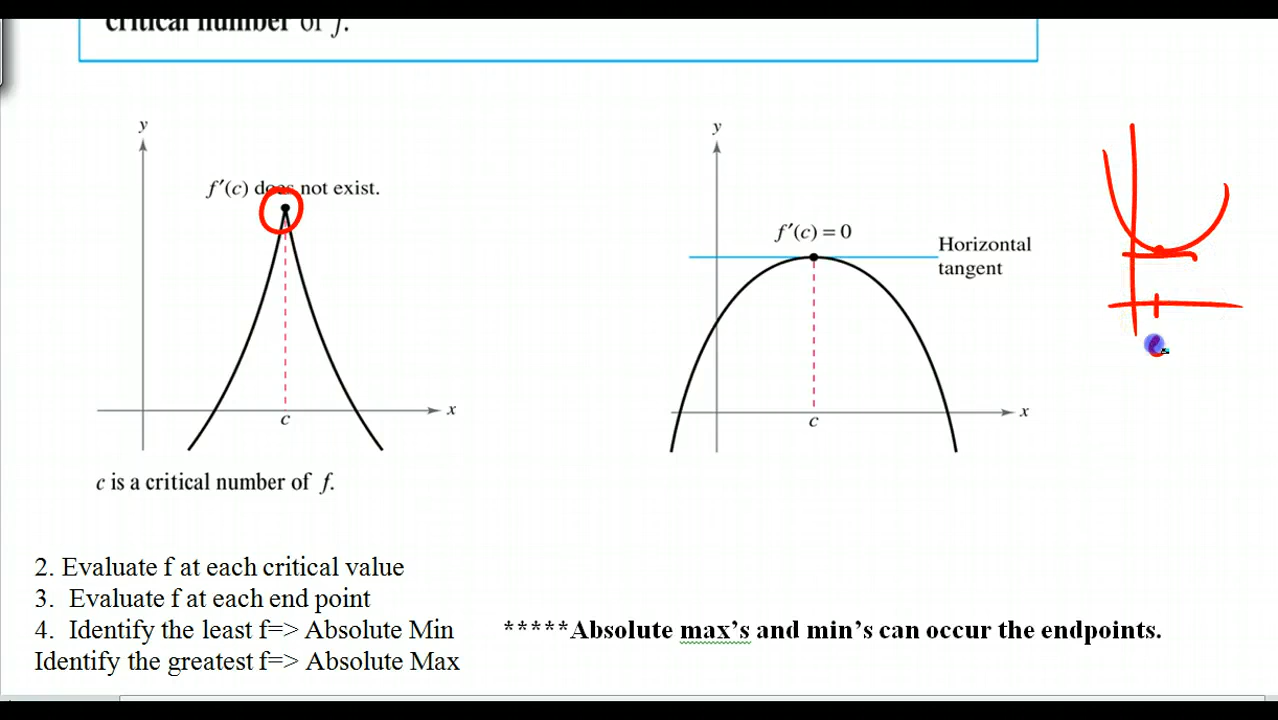 critical number of f.
y
f′(c) does not exist.
c
x
c is a critical number of f.
y
f′(c) = 0
Horizontal
tangent
c
x
2. Evaluate f at each critical value
3. Evaluate f at each end point
4. Identify the least f=> Absolute Min
*****Absolute max's and min's can occur the endpoints.
Identify the greatest f=> Absolute Max